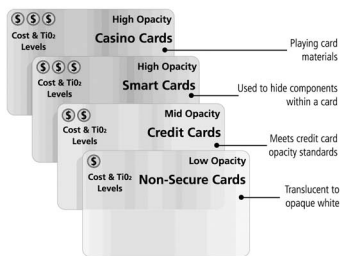 $ $ $ High Opacity
Cost & TiO₂ Casino Cards
Levels
Playing card
materials
$ $ $ High Opacity
Cost & TiO₂ Smart Cards
Levels
Used to hide components
within a card
$ $ Mid Opacity
Cost & TiO₂ Credit Cards
Levels
Meets credit card
opacity standards
$ Low Opacity
Cost & TiO₂ Non-Secure Cards
Levels
Translucent to
opaque white